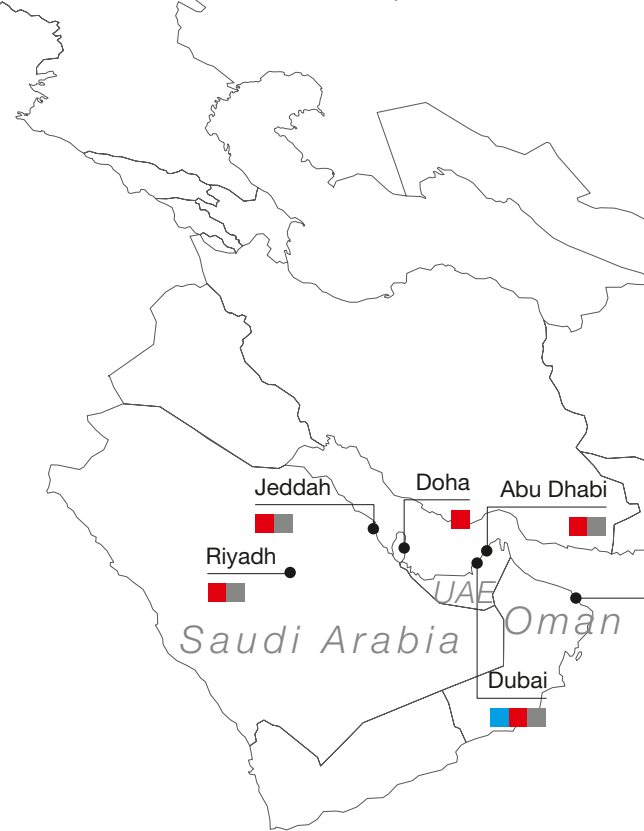 Jeddah
Doha
Abu Dhabi
Riyadh
UAE
Oman
Saudi Arabia
Dubai